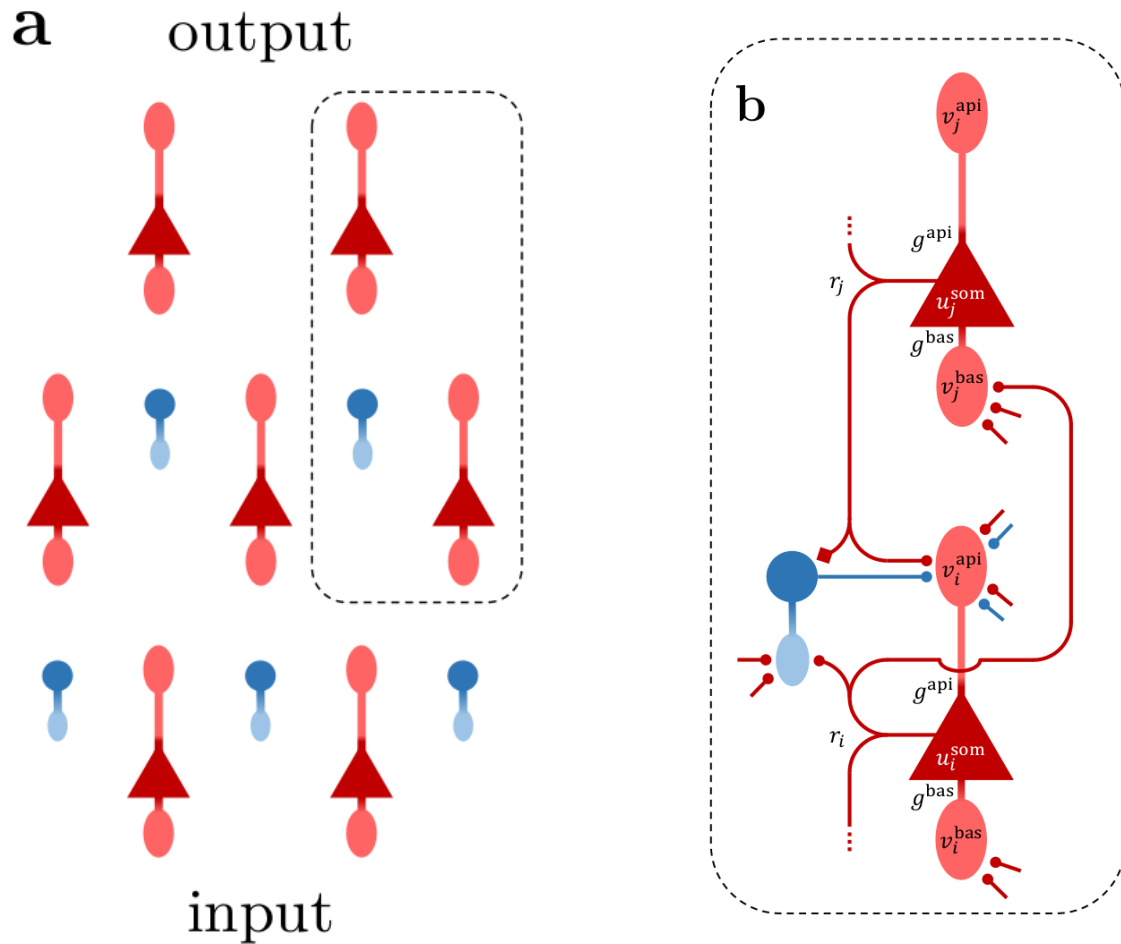 a
output
input
b
v_j^api
g^api
r_j
u_j^som
g^bas
v_j^bas
v_i^api
g^api
r_i
u_i^som
g^bas
v_i^bas